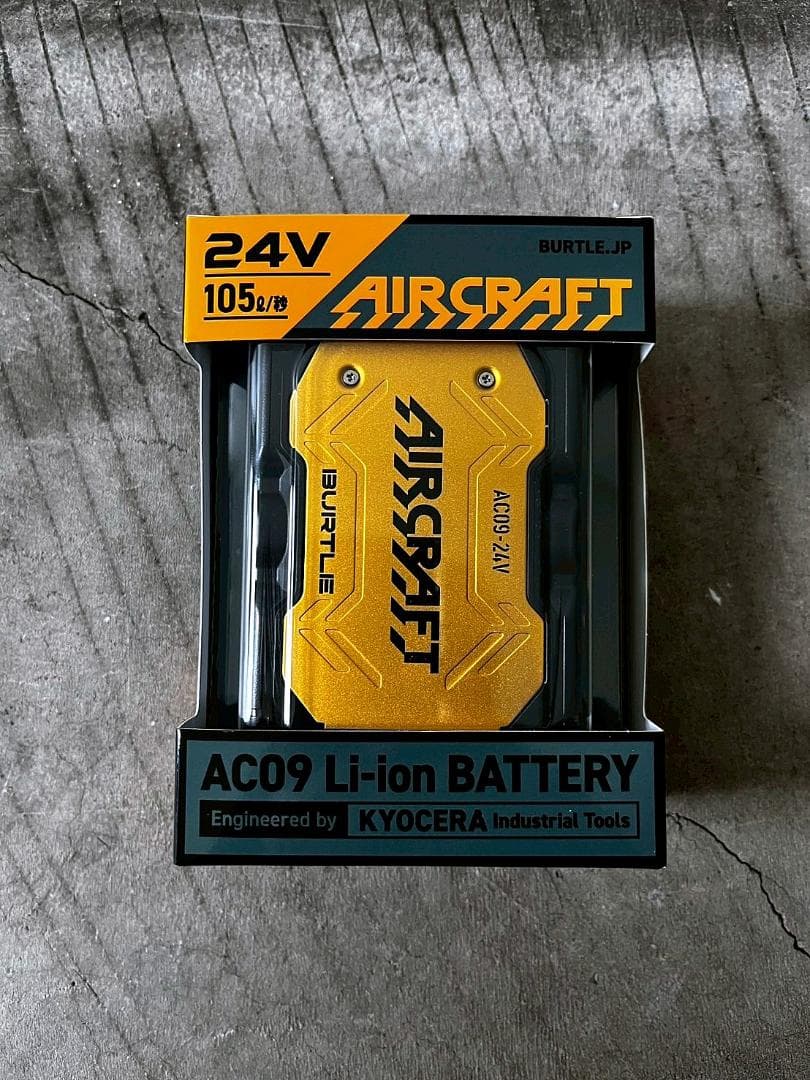 24V
BURTLE.JP
105ℓ/秒
AIRCRAFT
AIRCRAFT
BURTLE
AC09-24V
AC09 Li-ion BATTERY
Engineered by KYOCERA Industrial Tools